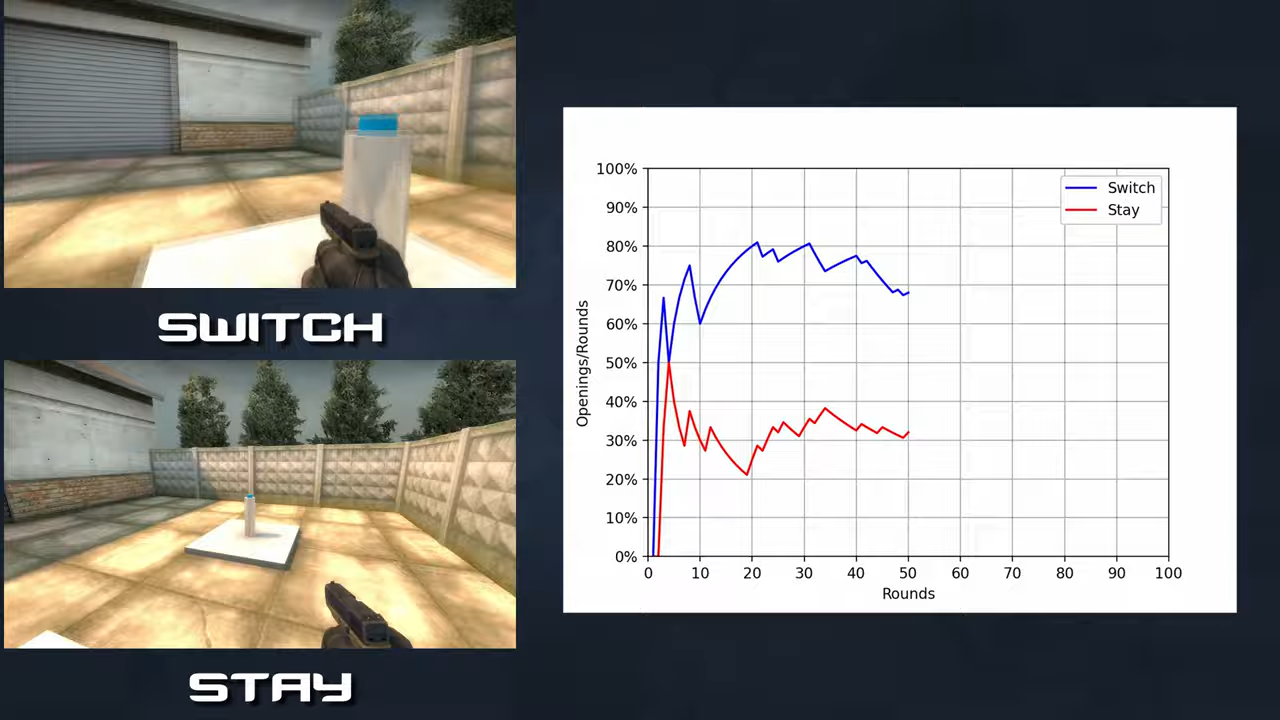 SWITCH
STAY
100%
90%
80%
70%
60%
50%
40%
30%
20%
10%
0%
Openings/Rounds
0 10 20 30 40 50 60 70 80 90 100
Rounds
Switch
Stay